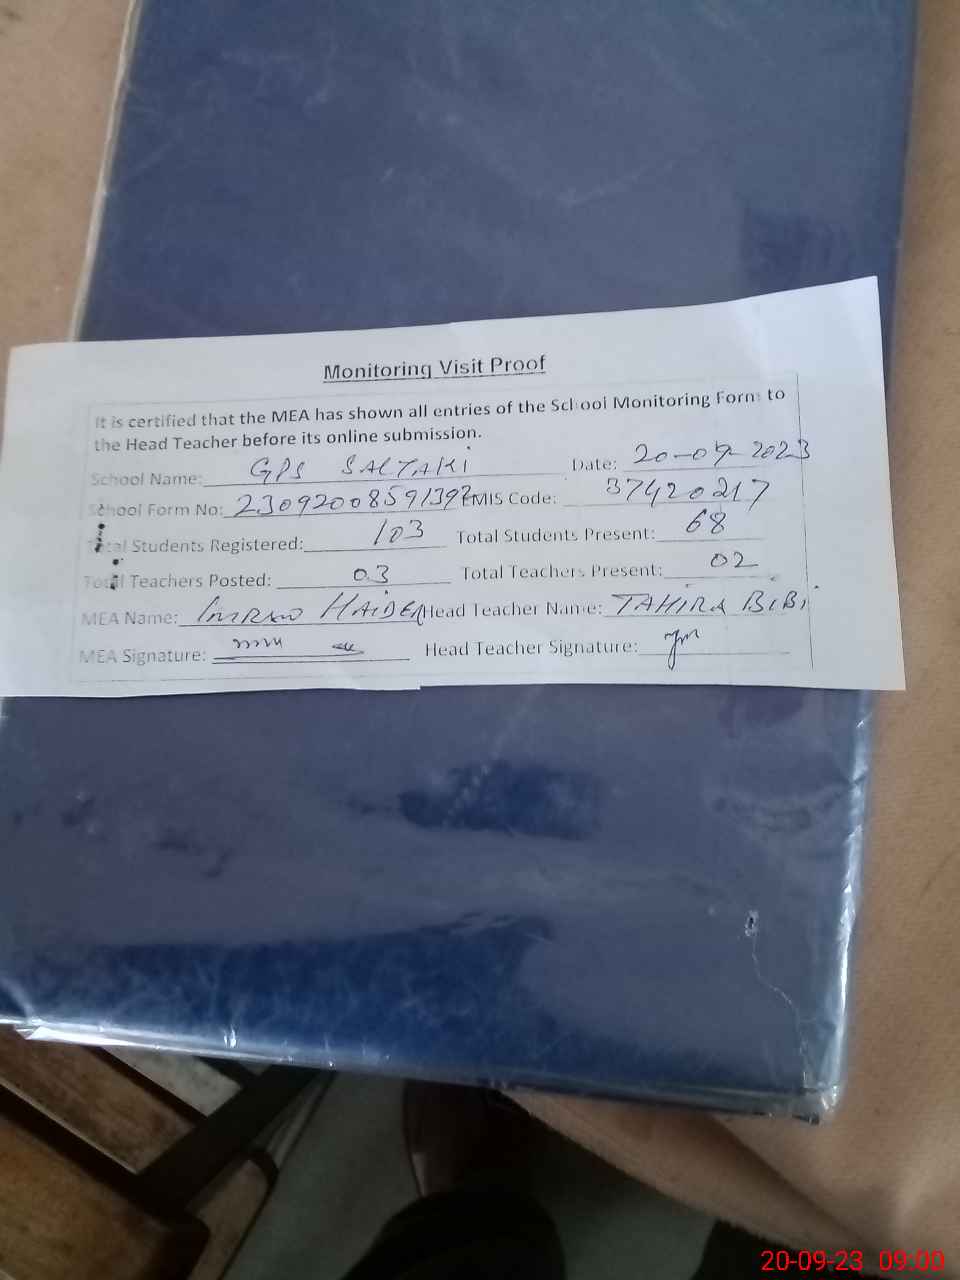 Monitoring Visit Proof
It is certified that the MEA has shown all entries of the School Monitoring Form to
the Head Teacher before its online submission.
School Name: GPS SALTAKI Date: 20-09-2023
School Form No: 23092008591392 EMIS Code: 37420217
Total Students Registered: 103 Total Students Present: 68
Total Teachers Posted: 03 Total Teachers Present: 02
MEA Name: IMRAN HAIDER Head Teacher Name: TAHIRA BIBI
MEA Signature: Head Teacher Signature:
20-09-23 09:00